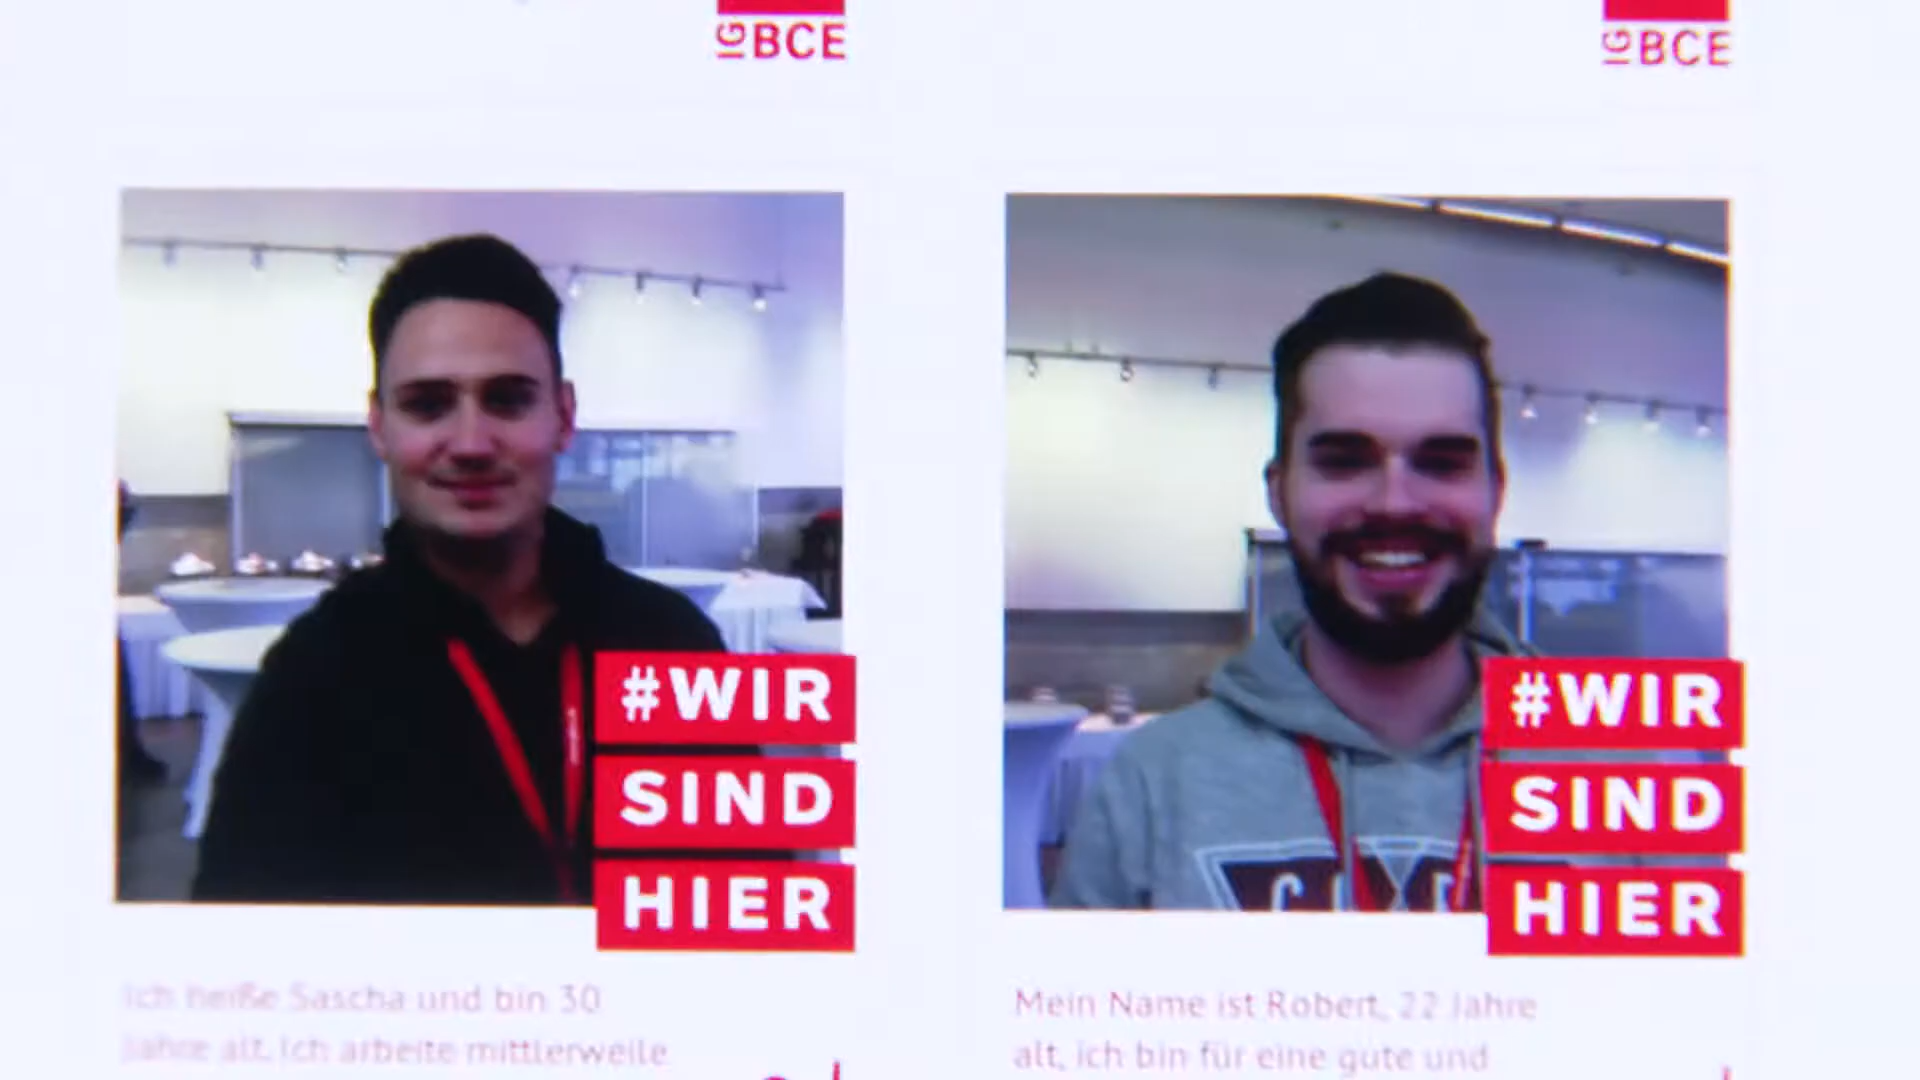 IG BCE
#WIR
SIND
HIER
Ich heiße Sascha und bin 30
Jahre alt. Ich arbeite mittlerweile
IG BCE
#WIR
SIND
HIER
Mein Name ist Robert, 22 Jahre
alt, ich bin für eine gute und